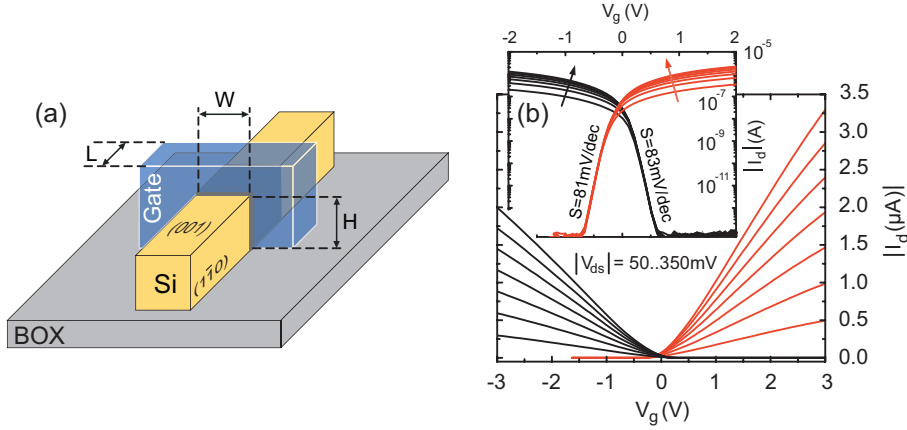 (a)
W
L
Gate
H
(001)
Si
(11̄0)
BOX
V_g (V)
-2 -1 0 1 2
10^-5
(b)
10^-7
10^-9
10^-11
|I_d|(A)
S=81mV/dec
S=83mV/dec
|V_ds| = 50..350mV
3.5
3.0
2.5
2.0
1.5
1.0
0.5
0.0
|I_d|(µA)
-3 -2 -1 0 1 2 3
V_g (V)